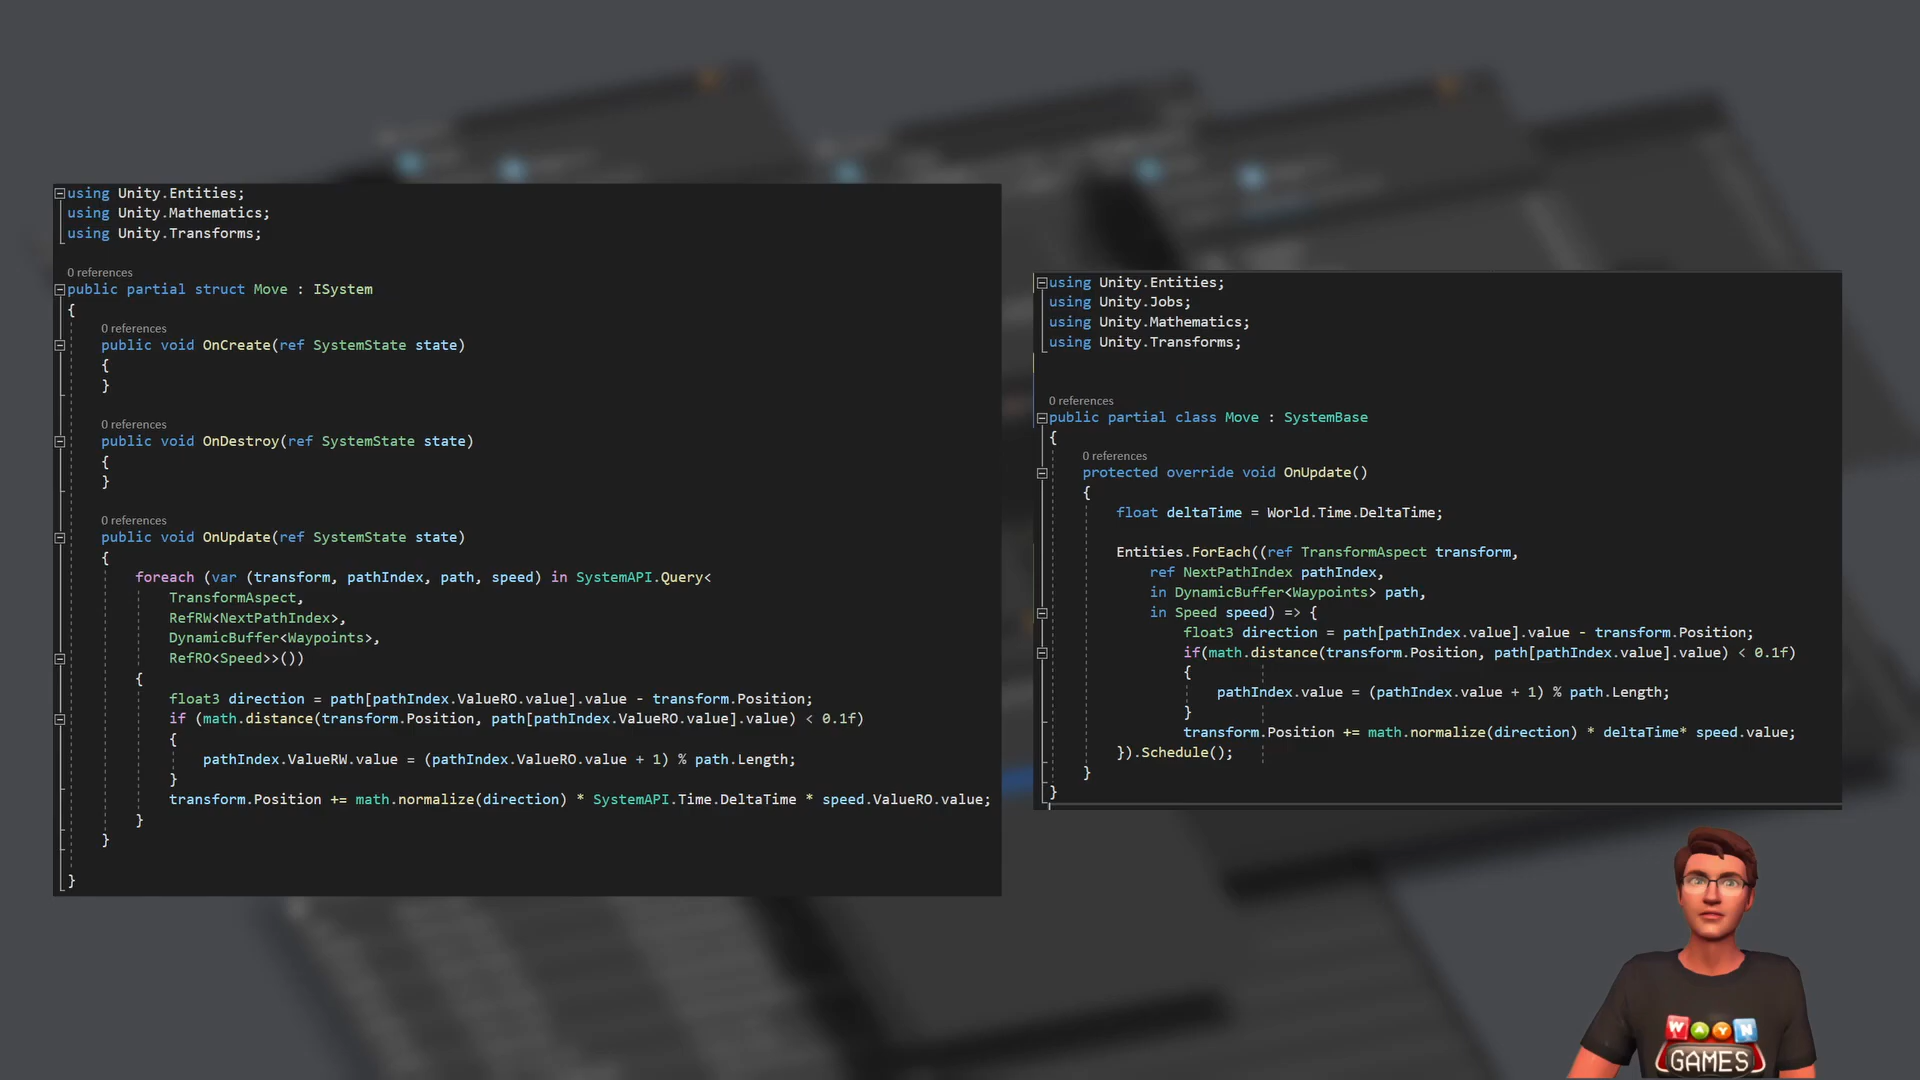 using Unity.Entities;
using Unity.Mathematics;
using Unity.Transforms;
0 references
public partial struct Move : ISystem
{
0 references
public void OnCreate(ref SystemState state)
{
}
0 references
public void OnDestroy(ref SystemState state)
{
}
0 references
public void OnUpdate(ref SystemState state)
{
foreach (var (transform, pathIndex, path, speed) in SystemAPI.Query<
TransformAspect,
RefRW<NextPathIndex>,
DynamicBuffer<Waypoints>,
RefRO<Speed>>())
{
float3 direction = path[pathIndex.ValueRO.value].value - transform.Position;
if (math.distance(transform.Position, path[pathIndex.ValueRO.value].value) < 0.1f)
{
pathIndex.ValueRW.value = (pathIndex.ValueRO.value + 1) % path.Length;
}
transform.Position += math.normalize(direction) * SystemAPI.Time.DeltaTime * speed.ValueRO.value;
}
}
}
using Unity.Entities;
using Unity.Jobs;
using Unity.Mathematics;
using Unity.Transforms;
0 references
public partial class Move : SystemBase
{
0 references
protected override void OnUpdate()
{
float deltaTime = World.Time.DeltaTime;
Entities.ForEach((ref TransformAspect transform,
ref NextPathIndex pathIndex,
in DynamicBuffer<Waypoints> path,
in Speed speed) => {
float3 direction = path[pathIndex.value].value - transform.Position;
if(math.distance(transform.Position, path[pathIndex.value].value) < 0.1f)
{
pathIndex.value = (pathIndex.value + 1) % path.Length;
}
transform.Position += math.normalize(direction) * deltaTime* speed.value;
}).Schedule();
}
}
WAYN
GAMES